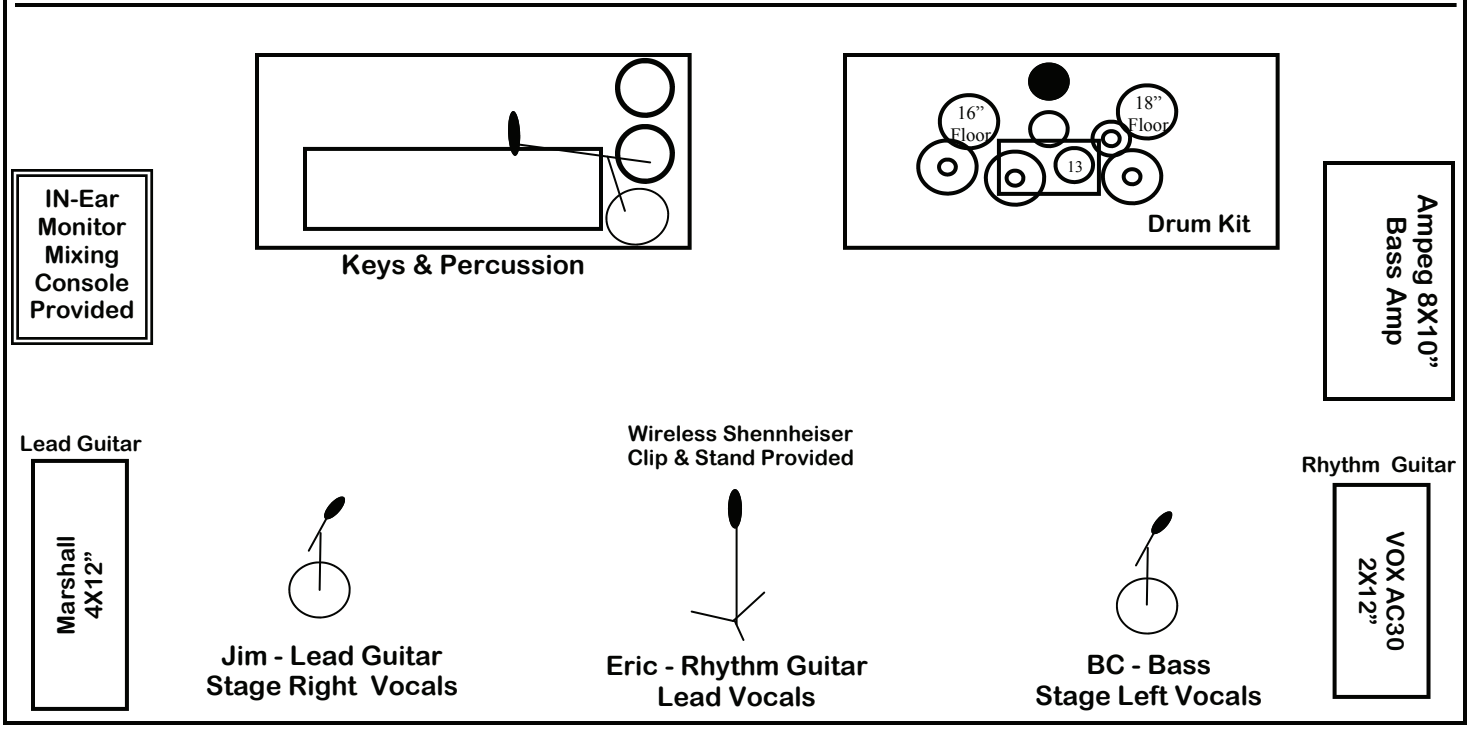 16”
Floor
18”
Floor
13
Drum Kit
Keys & Percussion
IN-Ear
Monitor
Mixing
Console
Provided
Ampeg 8X10”
Bass Amp
Lead Guitar
Marshall
4X12”
Wireless Shennheiser
Clip & Stand Provided
Rhythm Guitar
VOX AC30
2X12”
Jim - Lead Guitar
Stage Right Vocals
Eric - Rhythm Guitar
Lead Vocals
BC - Bass
Stage Left Vocals